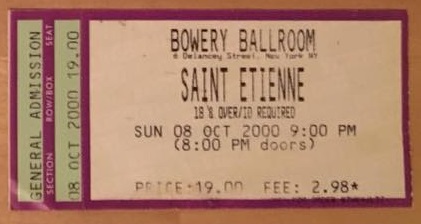 GENERAL ADMISSION
SECTION ROW/BOX SEAT
08 OCT 2000 19.00
BOWERY BALLROOM
6 Delancey Street, New York NY
SAINT ETIENNE
18 & OVER/ID REQUIRED
SUN 08 OCT 2000 9:00 PM
(8:00 PM doors)
PRICE:19.00 FEE: 2.98*